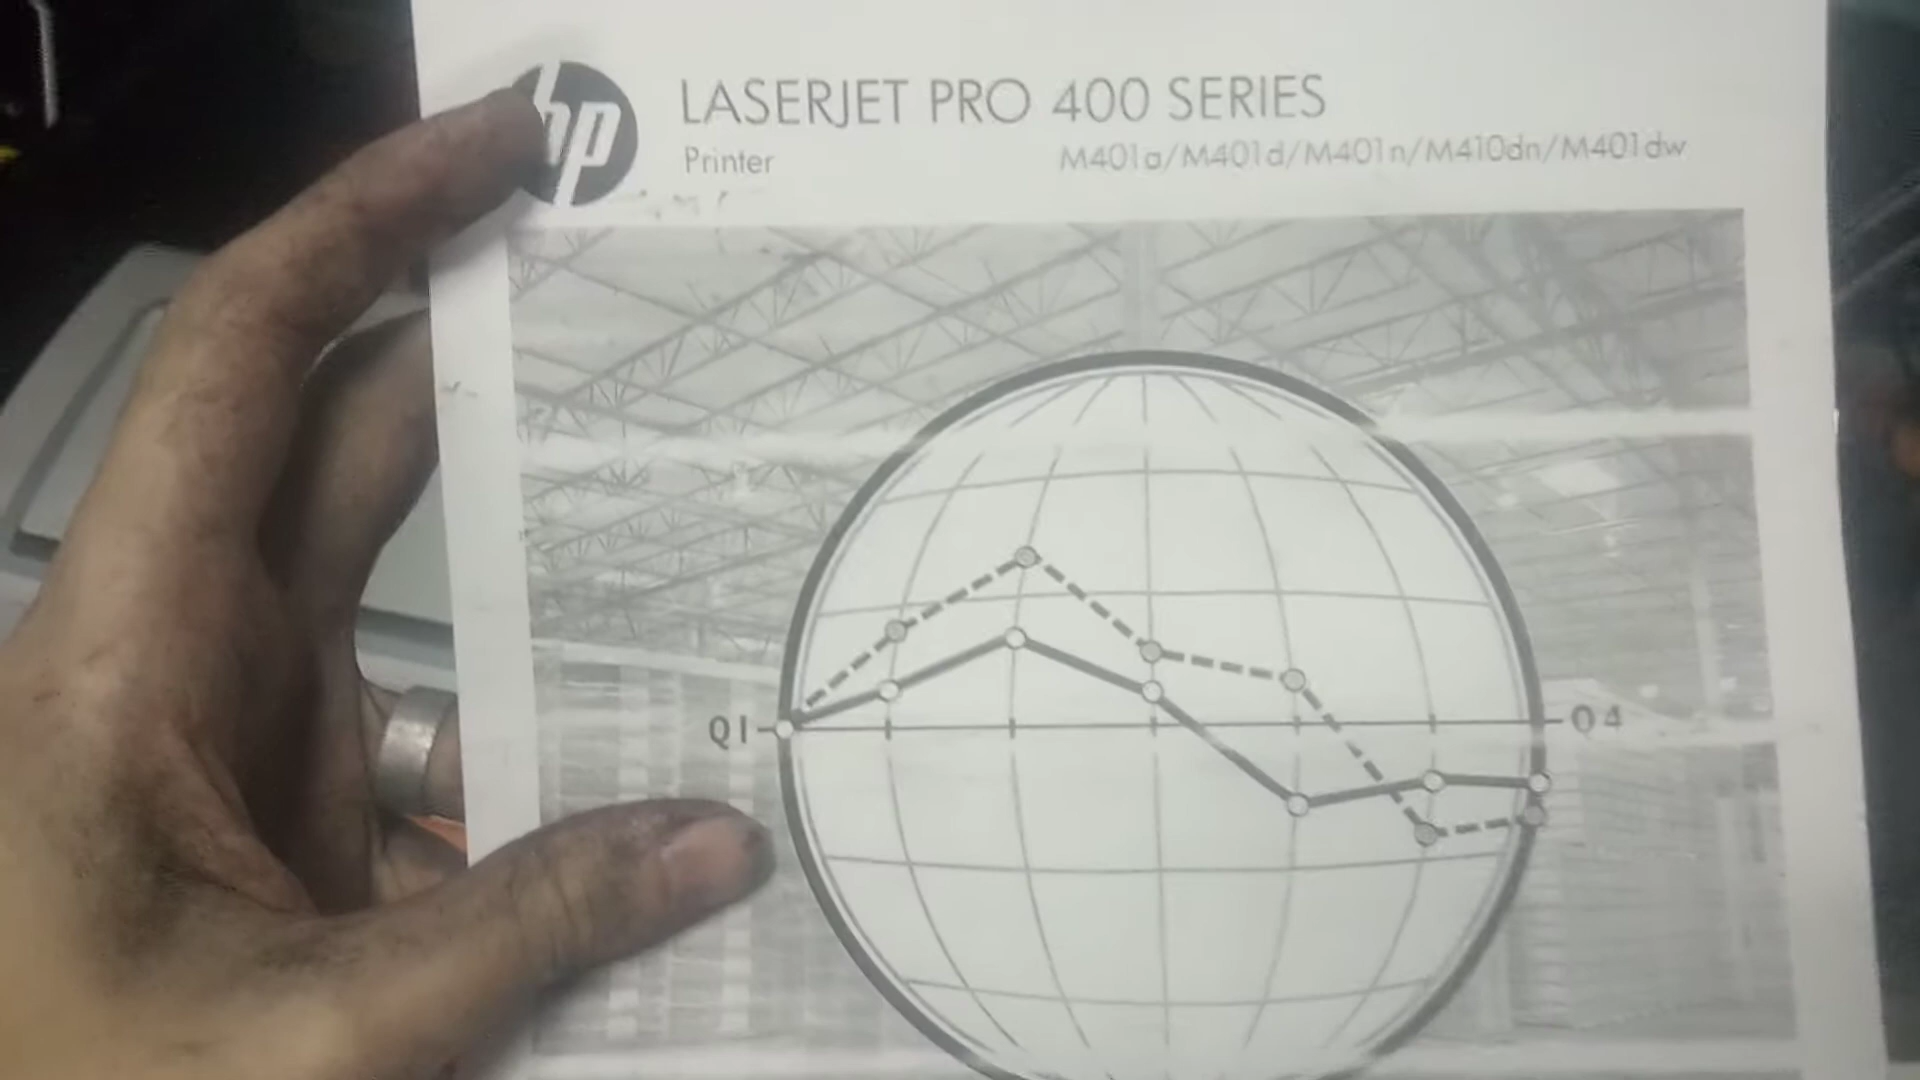 hp
LASERJET PRO 400 SERIES
Printer
M401a/M401d/M401n/M410dn/M401dw
Q1
Q4